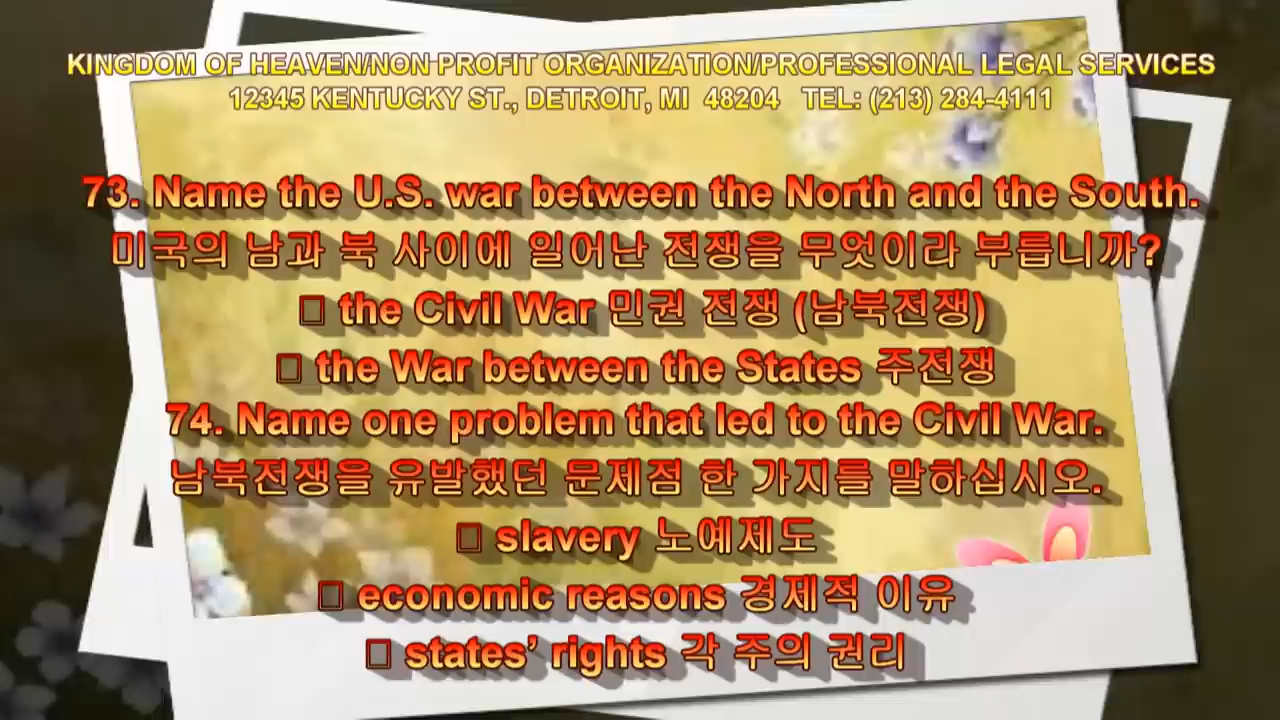 KINGDOM OF HEAVEN/NON-PROFIT ORGANIZATION/PROFESSIONAL LEGAL SERVICES
12345 KENTUCKY ST., DETROIT, MI 48204 TEL: (213) 284-4111
73. Name the U.S. war between the North and the South.
미국의 남과 북 사이에 일어난 전쟁을 무엇이라 부릅니까?
□ the Civil War 민권 전쟁 (남북전쟁)
□ the War between the States 주전쟁
74. Name one problem that led to the Civil War.
남북전쟁을 유발했던 문제점 한 가지를 말하십시오.
□ slavery 노예제도
□ economic reasons 경제적 이유
□ states’ rights 각 주의 권리